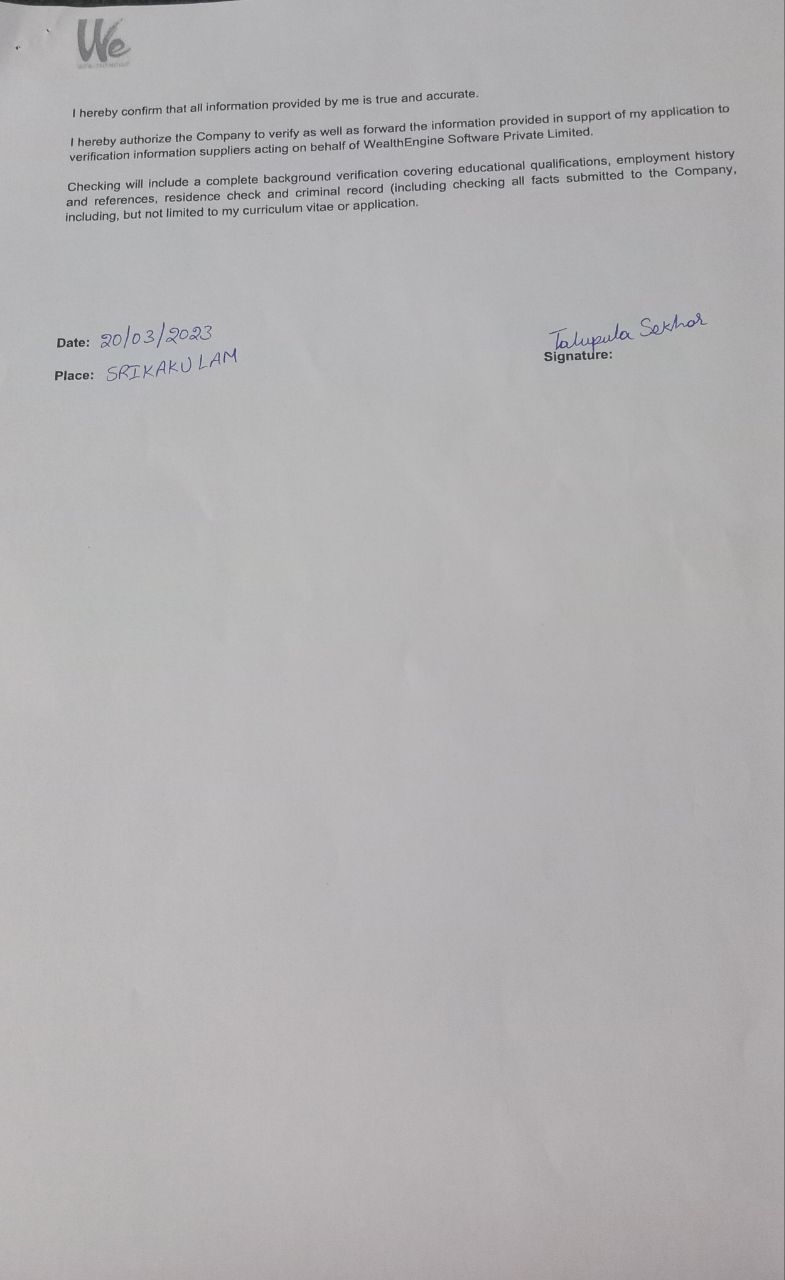 We
I hereby confirm that all information provided by me is true and accurate.
I hereby authorize the Company to verify as well as forward the information provided in support of my application to
verification information suppliers acting on behalf of WealthEngine Software Private Limited.
Checking will include a complete background verification covering educational qualifications, employment history
and references, residence check and criminal record (including checking all facts submitted to the Company,
including, but not limited to my curriculum vitae or application.
Date: 20/03/2023
Talupula Sekhar
Signature:
Place: SRIKAKULAM